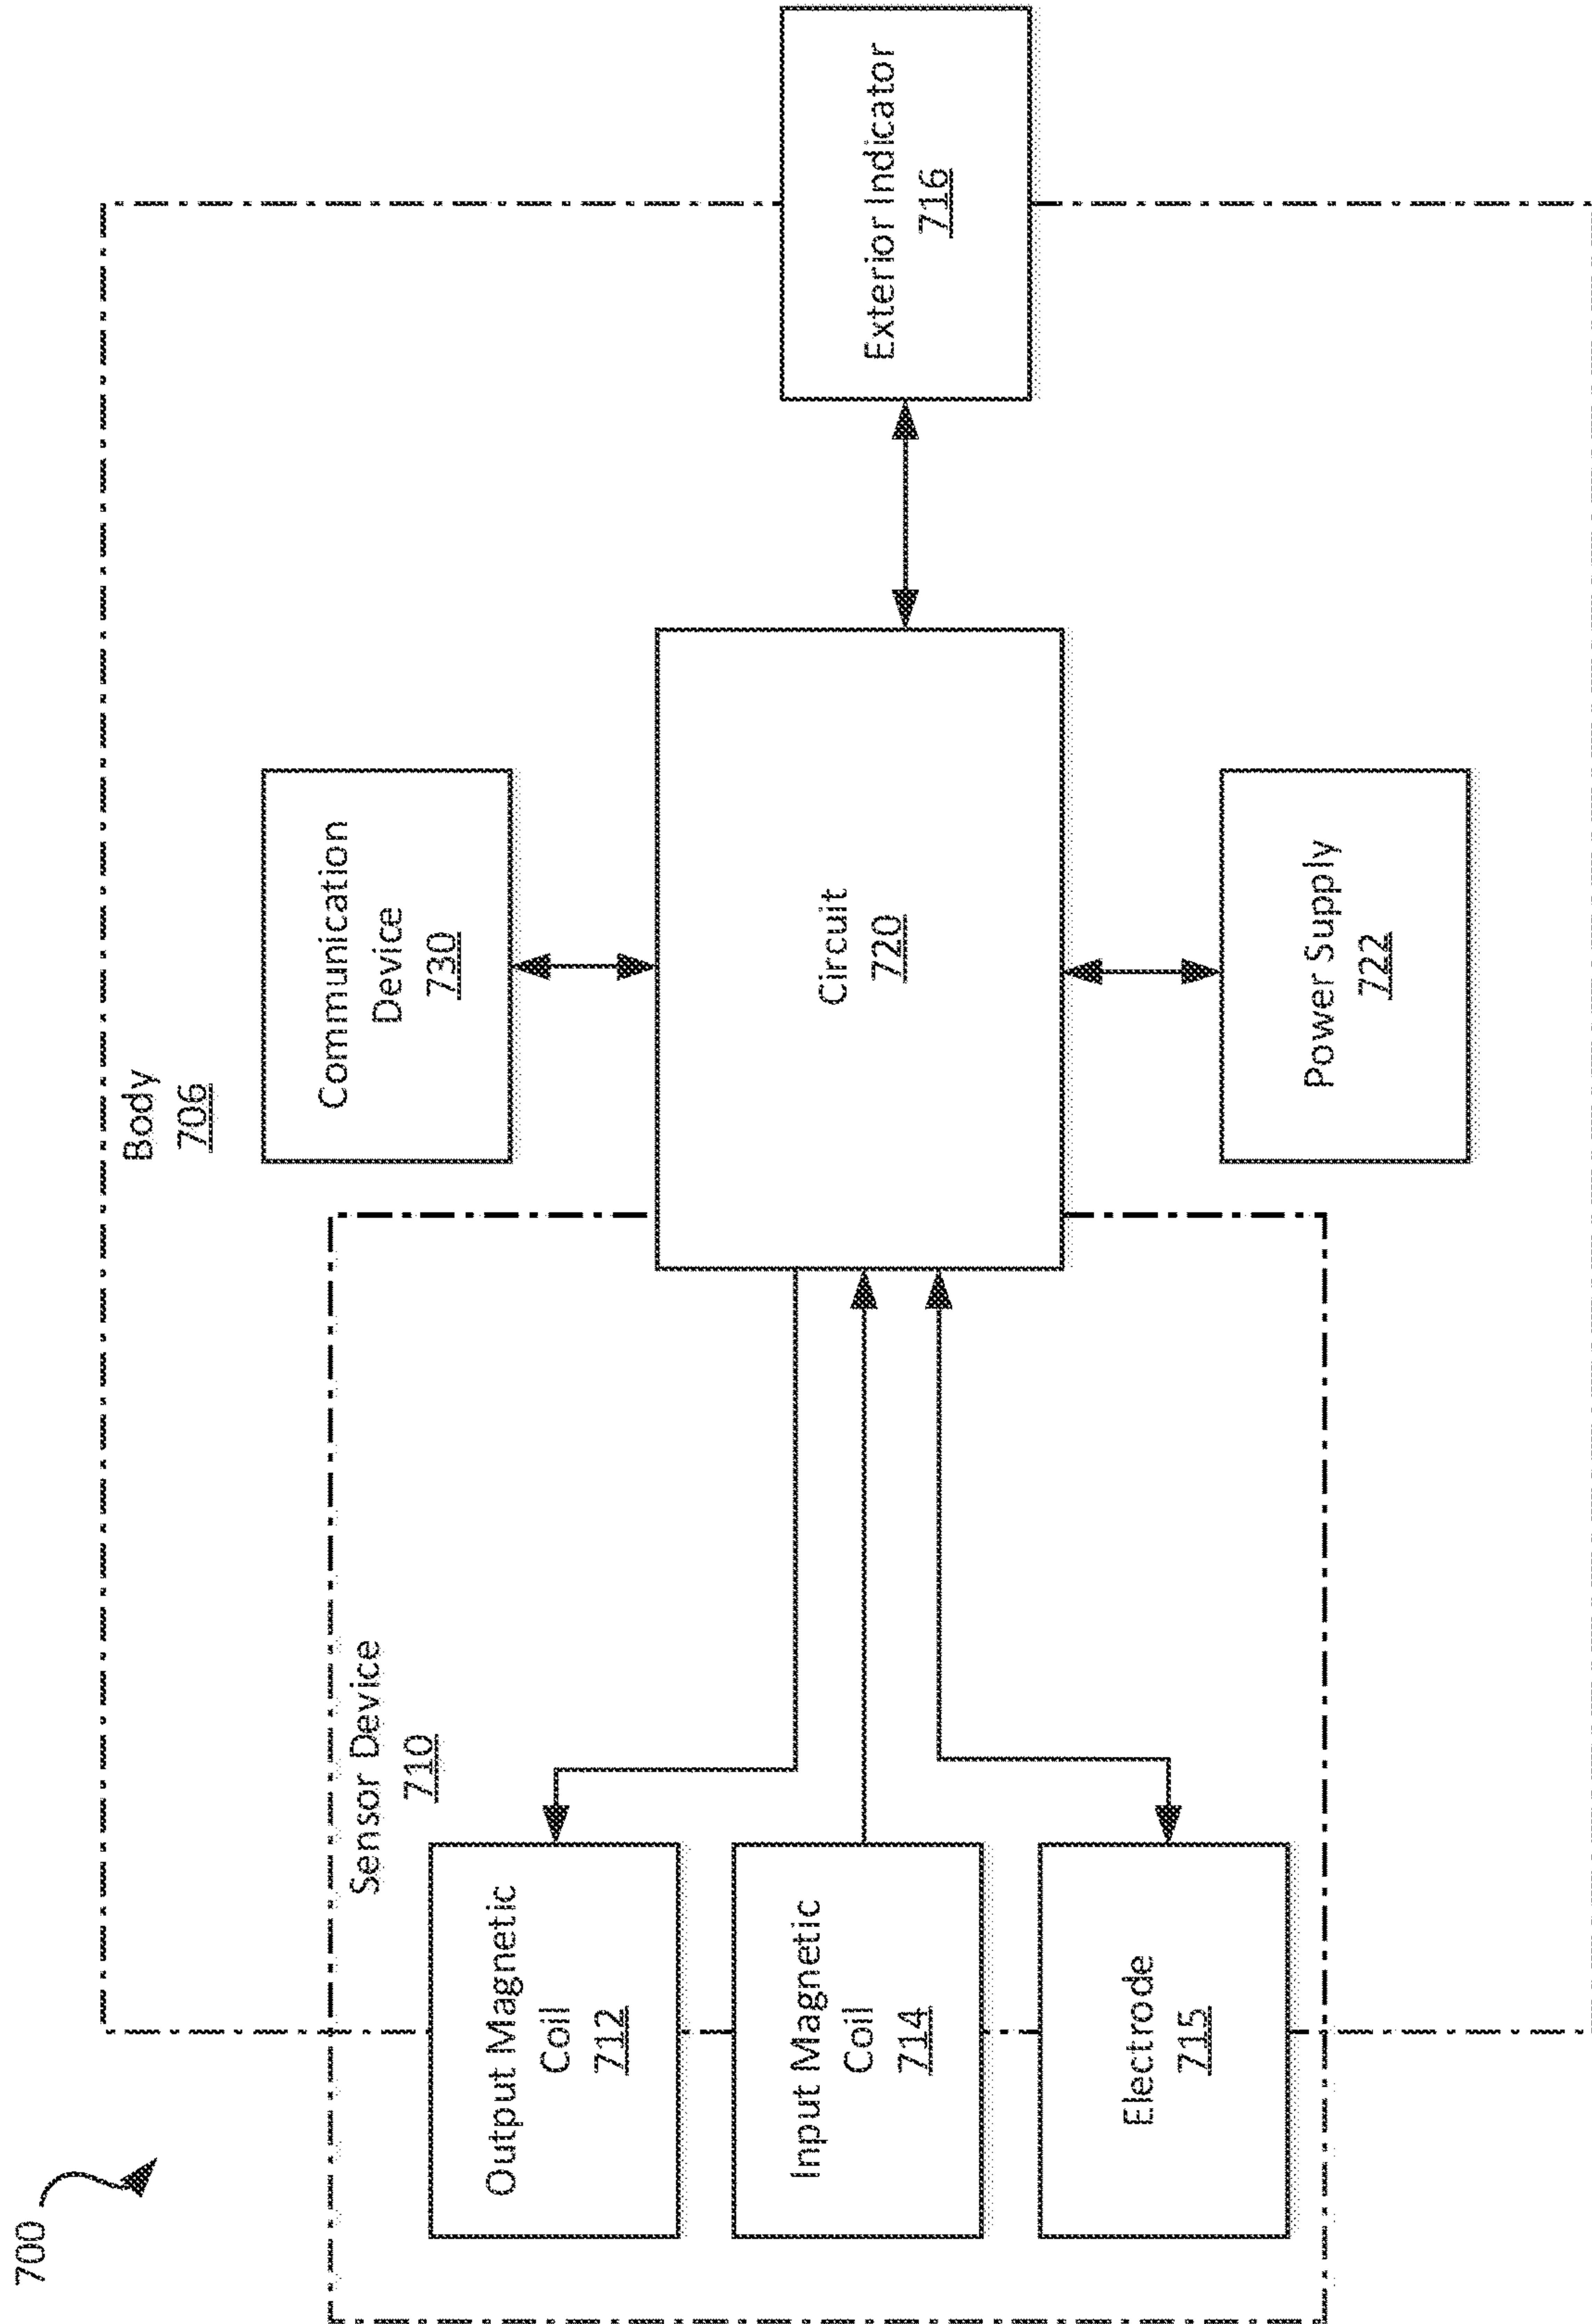 700
Body
706
Sensor Device
710
Communication
Device
730
Output Magnetic
Coil
712
Input Magnetic
Coil
714
Electrode
715
Circuit
720
Exterior Indicator
716
Power Supply
722